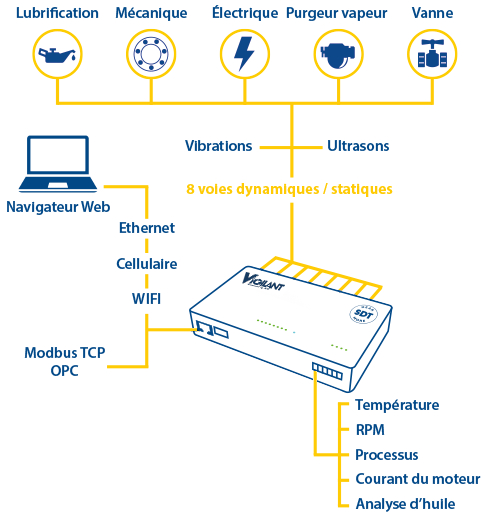 Lubrification
Mécanique
Électrique
Purgeur vapeur
Vanne
Vibrations
Ultrasons
8 voies dynamiques / statiques
Navigateur Web
Ethernet
Cellulaire
WIFI
Modbus TCP
OPC
VIGILANT
SDT
Température
RPM
Processus
Courant du moteur
Analyse d'huile